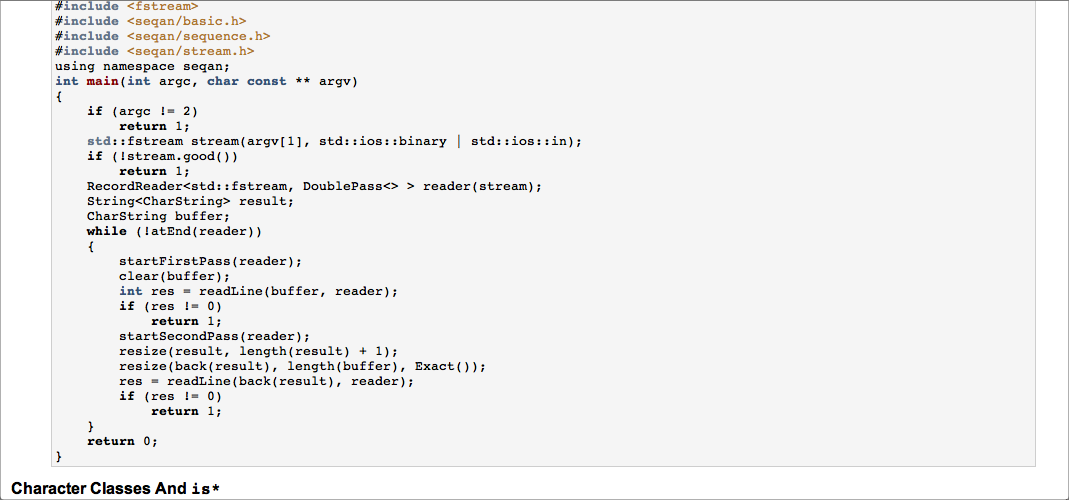 #include <fstream>
#include <seqan/basic.h>
#include <seqan/sequence.h>
#include <seqan/stream.h>
using namespace seqan;
int main(int argc, char const ** argv)
{
    if (argc != 2)
        return 1;
    std::fstream stream(argv[1], std::ios::binary | std::ios::in);
    if (!stream.good())
        return 1;
    RecordReader<std::fstream, DoublePass<> > reader(stream);
    String<CharString> result;
    CharString buffer;
    while (!atEnd(reader))
    {
        startFirstPass(reader);
        clear(buffer);
        int res = readLine(buffer, reader);
        if (res != 0)
            return 1;
        startSecondPass(reader);
        resize(result, length(result) + 1);
        resize(back(result), length(buffer), Exact());
        res = readLine(back(result), reader);
        if (res != 0)
            return 1;
    }
    return 0;
}
Character Classes And is*